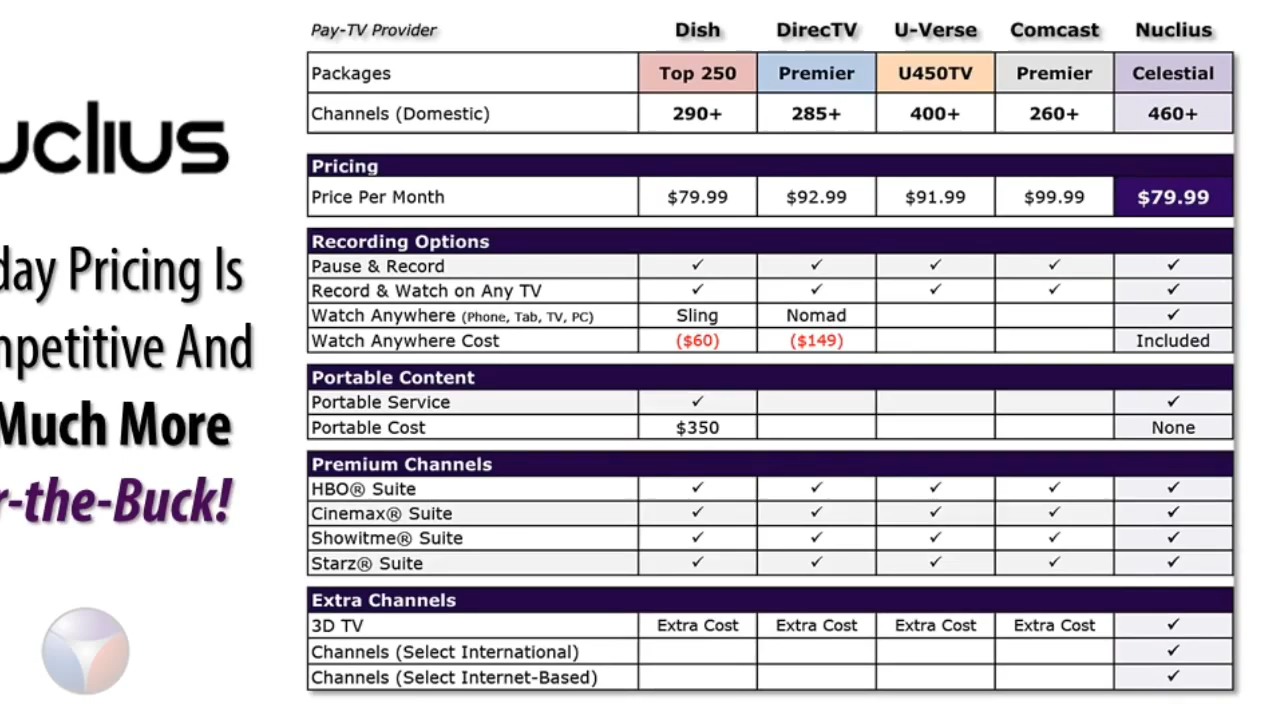 Pay-TV Provider Dish DirecTV U-Verse Comcast Nuclius
Packages Top 250 Premier U450TV Premier Celestial
Channels (Domestic) 290+ 285+ 400+ 260+ 460+
Pricing
Price Per Month $79.99 $92.99 $91.99 $99.99 $79.99
Recording Options
Pause & Record ✓ ✓ ✓ ✓ ✓
Record & Watch on Any TV ✓ ✓ ✓ ✓ ✓
Watch Anywhere (Phone, Tab, TV, PC) Sling Nomad ✓
Watch Anywhere Cost ($60) ($149) Included
Portable Content
Portable Service ✓ ✓
Portable Cost $350 None
Premium Channels
HBO® Suite ✓ ✓ ✓ ✓ ✓
Cinemax® Suite ✓ ✓ ✓ ✓ ✓
Showitme® Suite ✓ ✓ ✓ ✓ ✓
Starz® Suite ✓ ✓ ✓ ✓ ✓
Extra Channels
3D TV Extra Cost Extra Cost Extra Cost Extra Cost ✓
Channels (Select International) ✓
Channels (Select Internet-Based) ✓
uclius
day Pricing Is
mpetitive And
Much More
r-the-Buck!